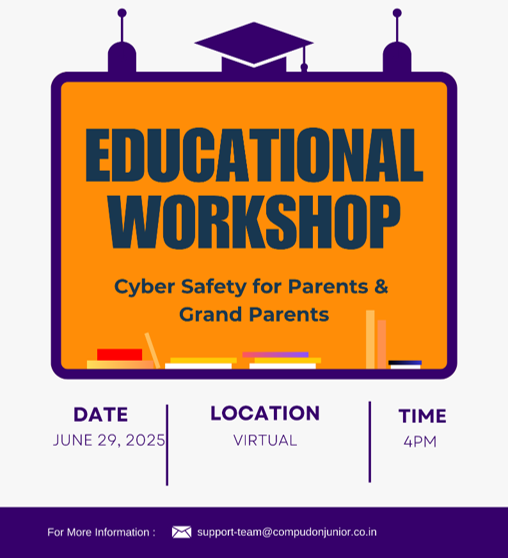 EDUCATIONAL
WORKSHOP
Cyber Safety for Parents &
Grand Parents
DATE
JUNE 29, 2025
LOCATION
VIRTUAL
TIME
4PM
For More Information :
support-team@compudonjunior.co.in